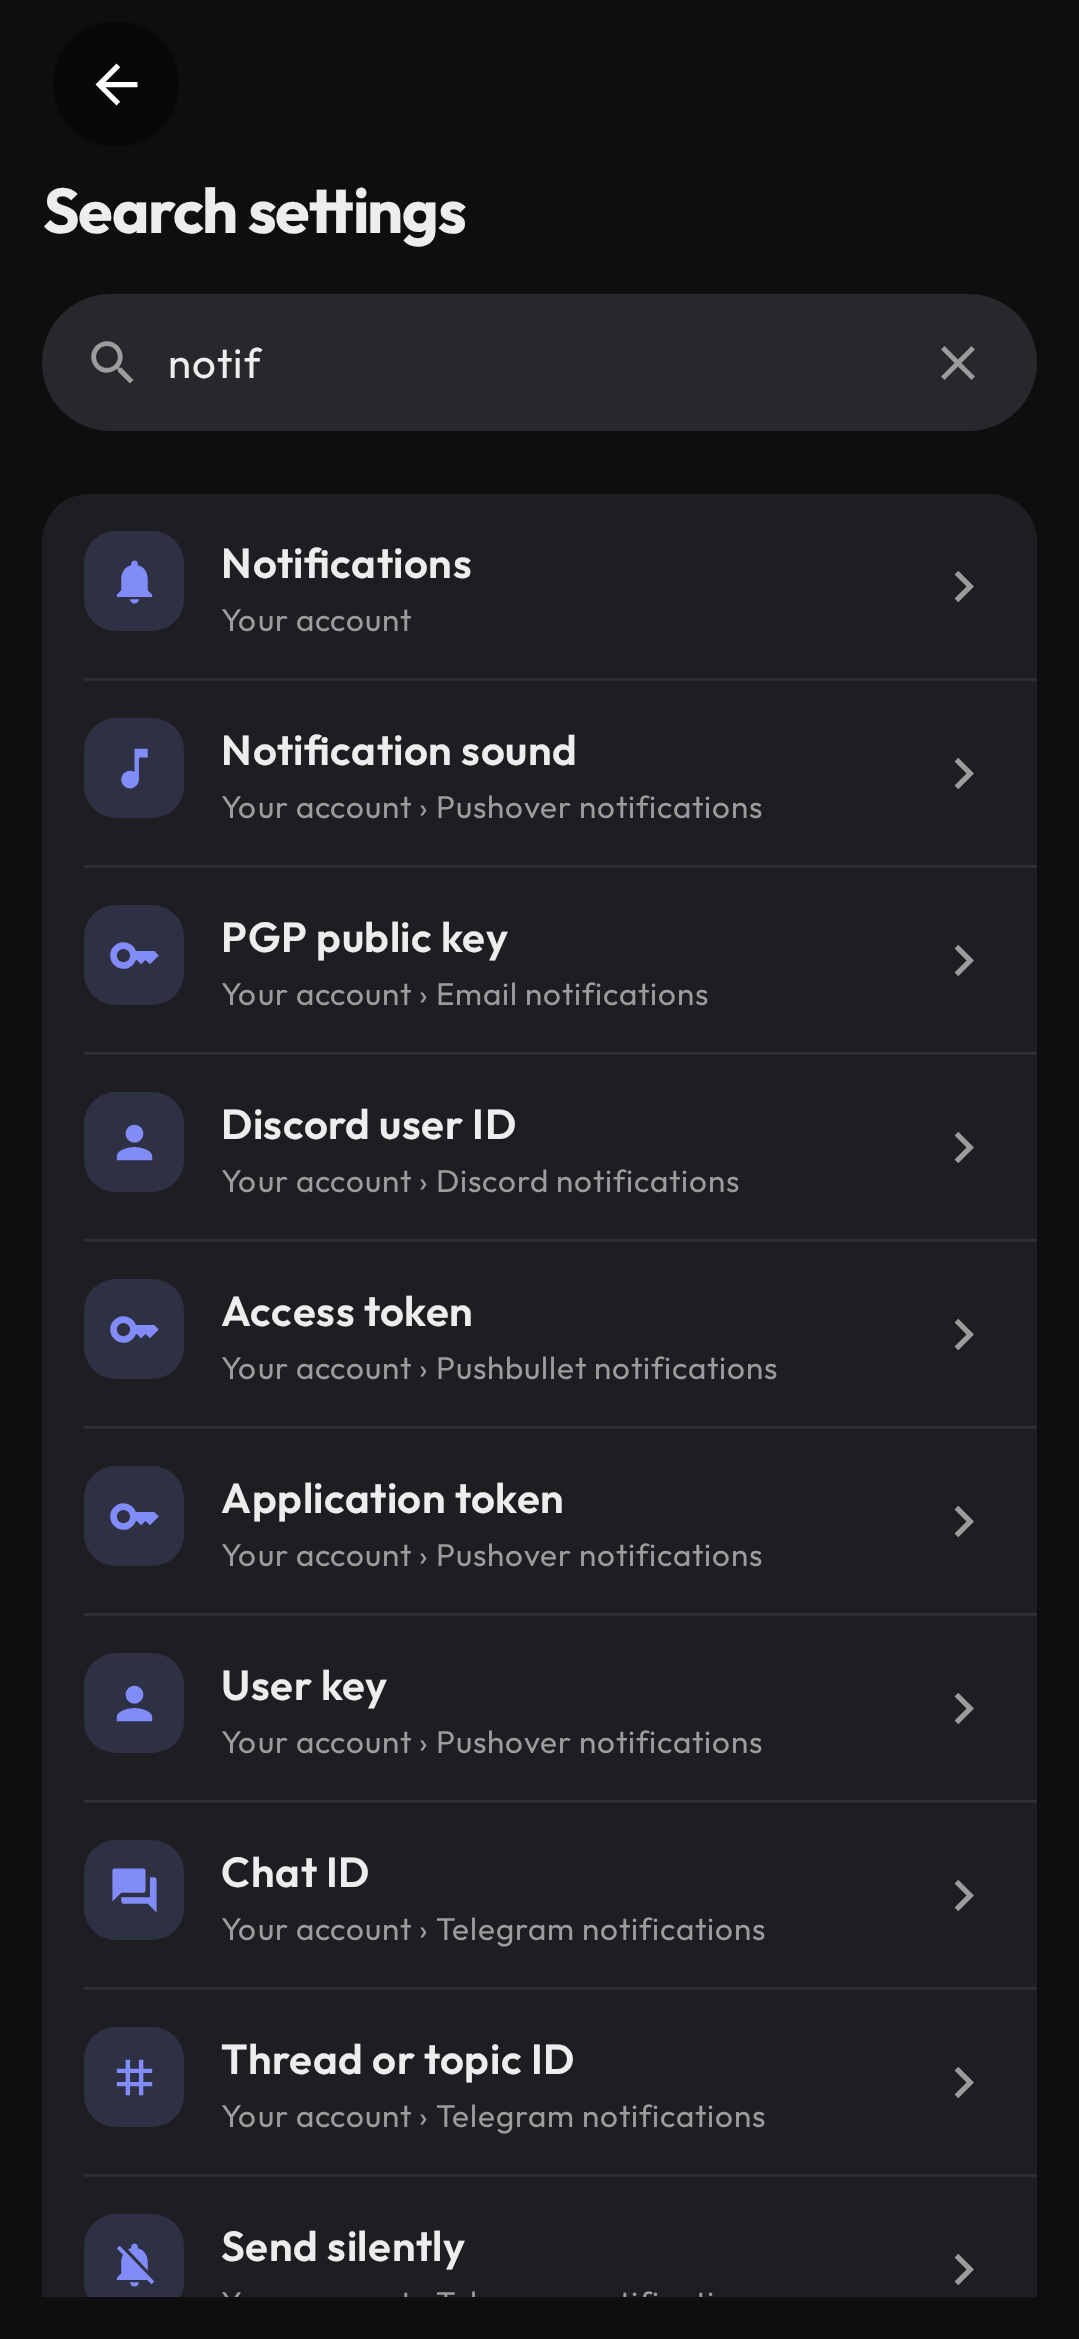 Search settings
notif
Notifications
Your account
Notification sound
Your account › Pushover notifications
PGP public key
Your account › Email notifications
Discord user ID
Your account › Discord notifications
Access token
Your account › Pushbullet notifications
Application token
Your account › Pushover notifications
User key
Your account › Pushover notifications
Chat ID
Your account › Telegram notifications
Thread or topic ID
Your account › Telegram notifications
Send silently